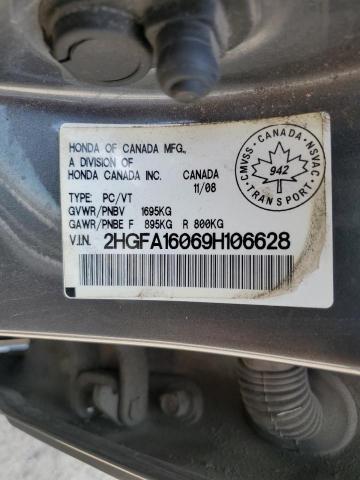 HONDA OF CANADA MFG.
A DIVISION OF
HONDA CANADA INC. CANADA
11/08
TYPE: PC/VT
GVWR/PNBV 1695KG
GAWR/PNBE F 895KG R 800KG
V.I.N. 2HGFA16069H106628
CMVSS · CANADA · NSVAC
942
TRANSPORT